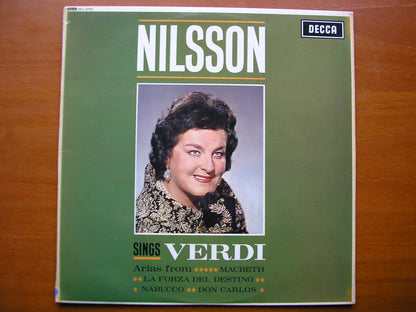 NILSSON
DECCA
SINGS VERDI
Arias from ★★★★★ MACBETH
★★ LA FORZA DEL DESTINO ★★
★ NABUCCO ★★ DON CARLOS ★